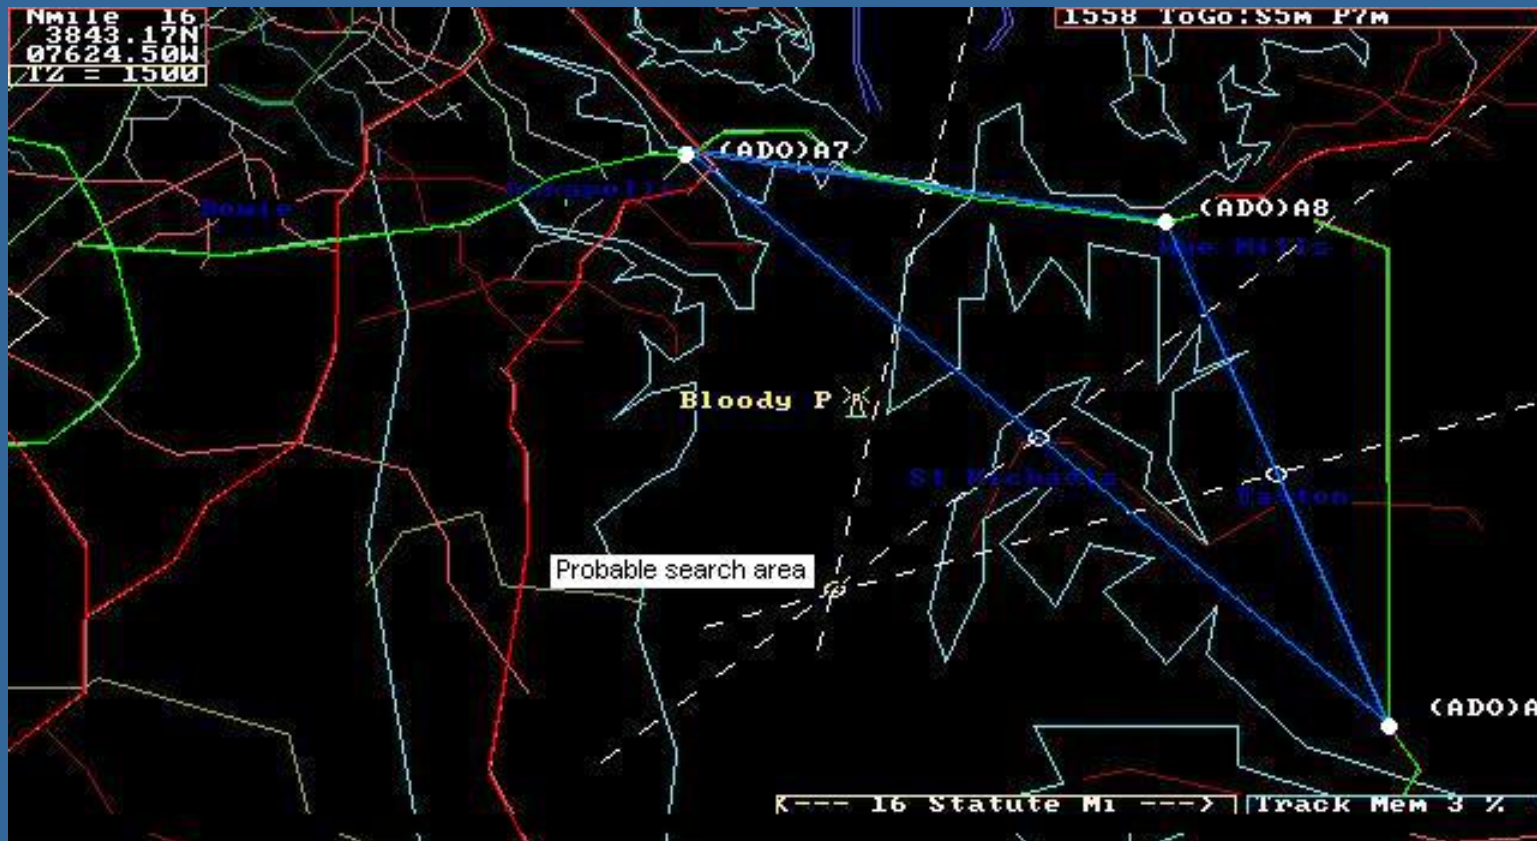 Nmile 16
3843.17N
07624.50W
TZ = 1500
1558 ToGo:S5m P7m
(ADO)A7
(ADO)A8
Bowie
Bloody P
St Michaels
Easton
Probable search area
(ADO)A
<--- 16 Statute Mi --->
Track Mem 3 %